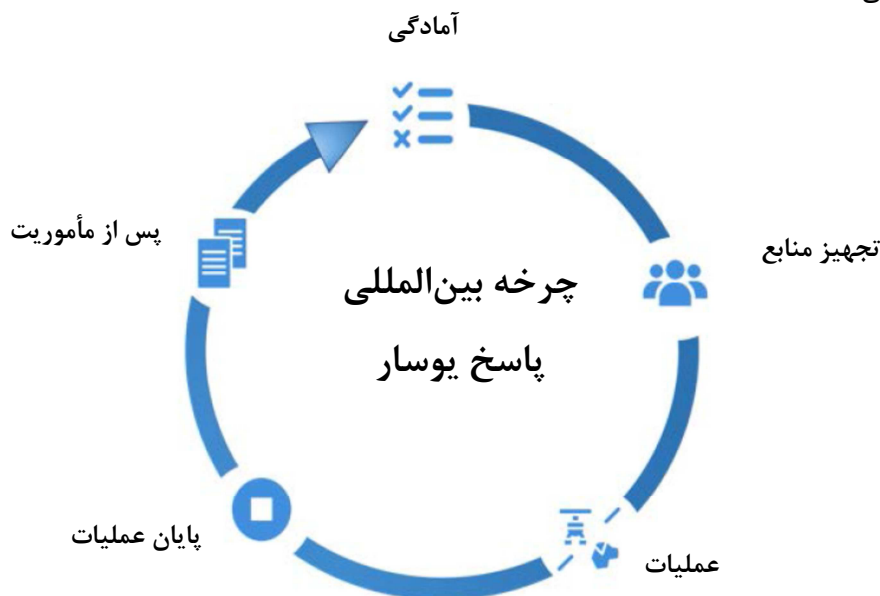 آمادگی
تجهیز منابع
پس از مأموریت
چرخه بین‌المللی
پاسخ یوسار
عملیات
پایان عملیات